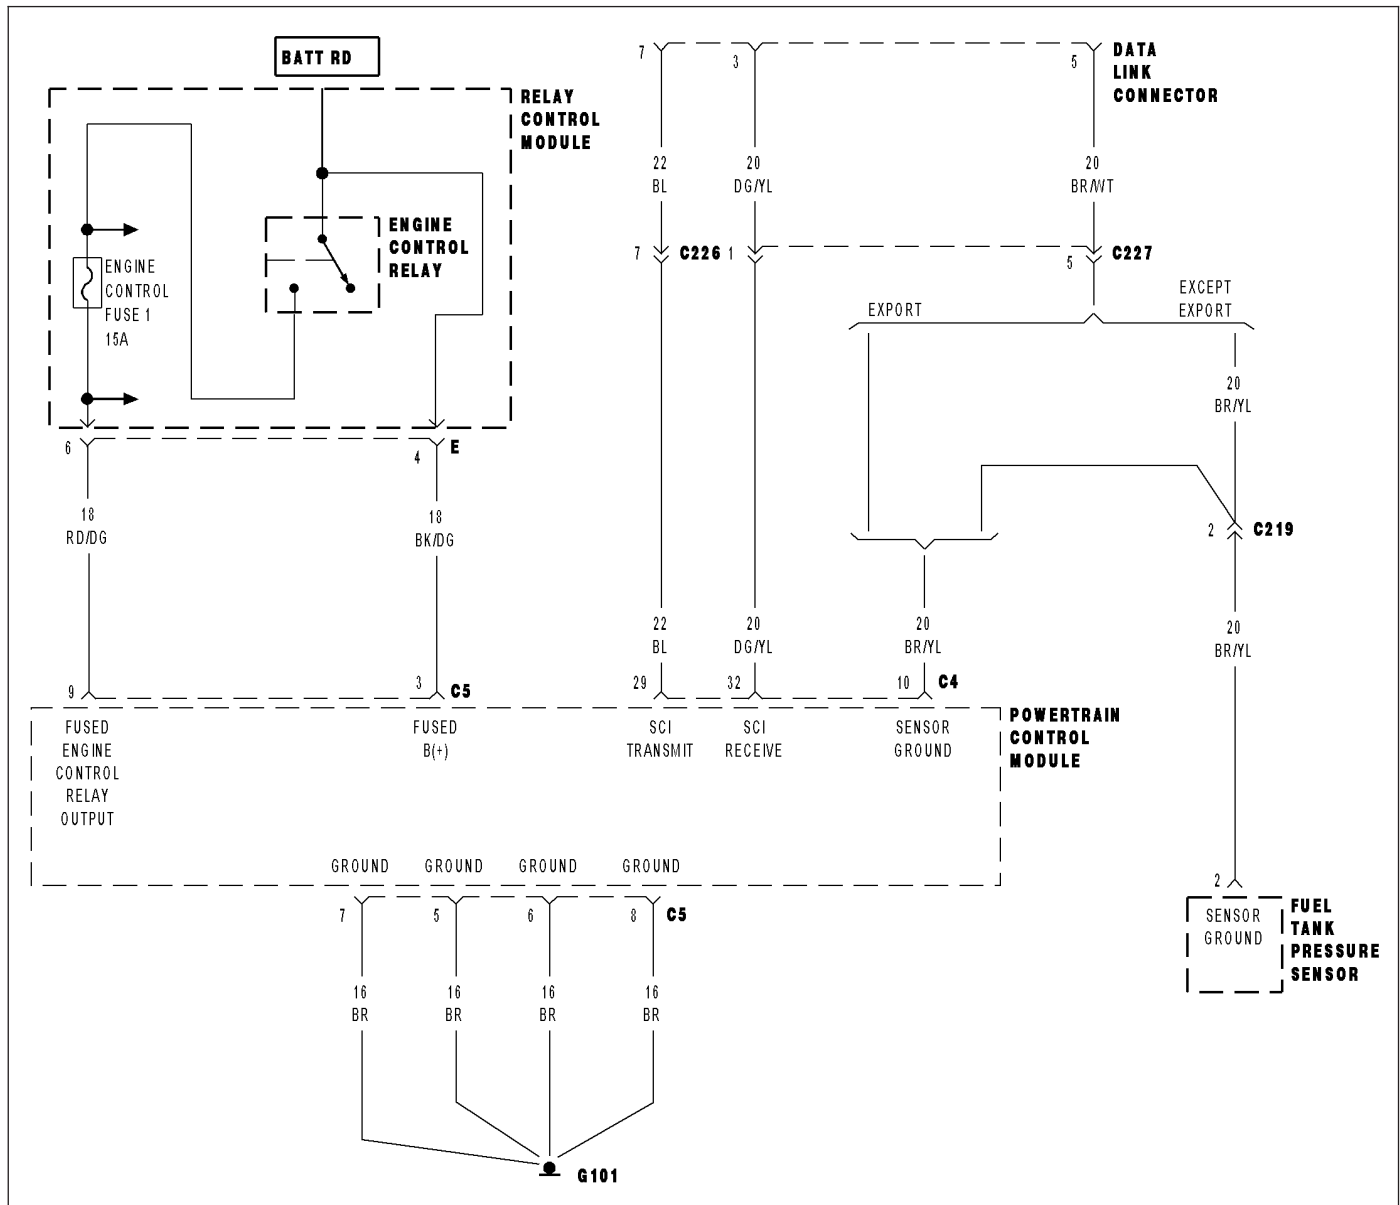 BATT RD
RELAY
CONTROL
MODULE
ENGINE
CONTROL
RELAY
ENGINE
CONTROL
FUSE 1
15A
6
4
E
18
RD/DG
18
BK/DG
9
3
C5
7
3
5
DATA
LINK
CONNECTOR
22
BL
20
DG/YL
20
BR/WT
7
C226
1
5
C227
EXPORT
EXCEPT
EXPORT
20
BR/YL
2
C219
22
BL
20
DG/YL
20
BR/YL
20
BR/YL
29
32
10
C4
FUSED
ENGINE
CONTROL
RELAY
OUTPUT
FUSED
B(+)
SCI
TRANSMIT
SCI
RECEIVE
SENSOR
GROUND
POWERTRAIN
CONTROL
MODULE
GROUND
GROUND
GROUND
GROUND
7
5
6
8
C5
16
BR
16
BR
16
BR
16
BR
G101
2
SENSOR
GROUND
FUEL
TANK
PRESSURE
SENSOR